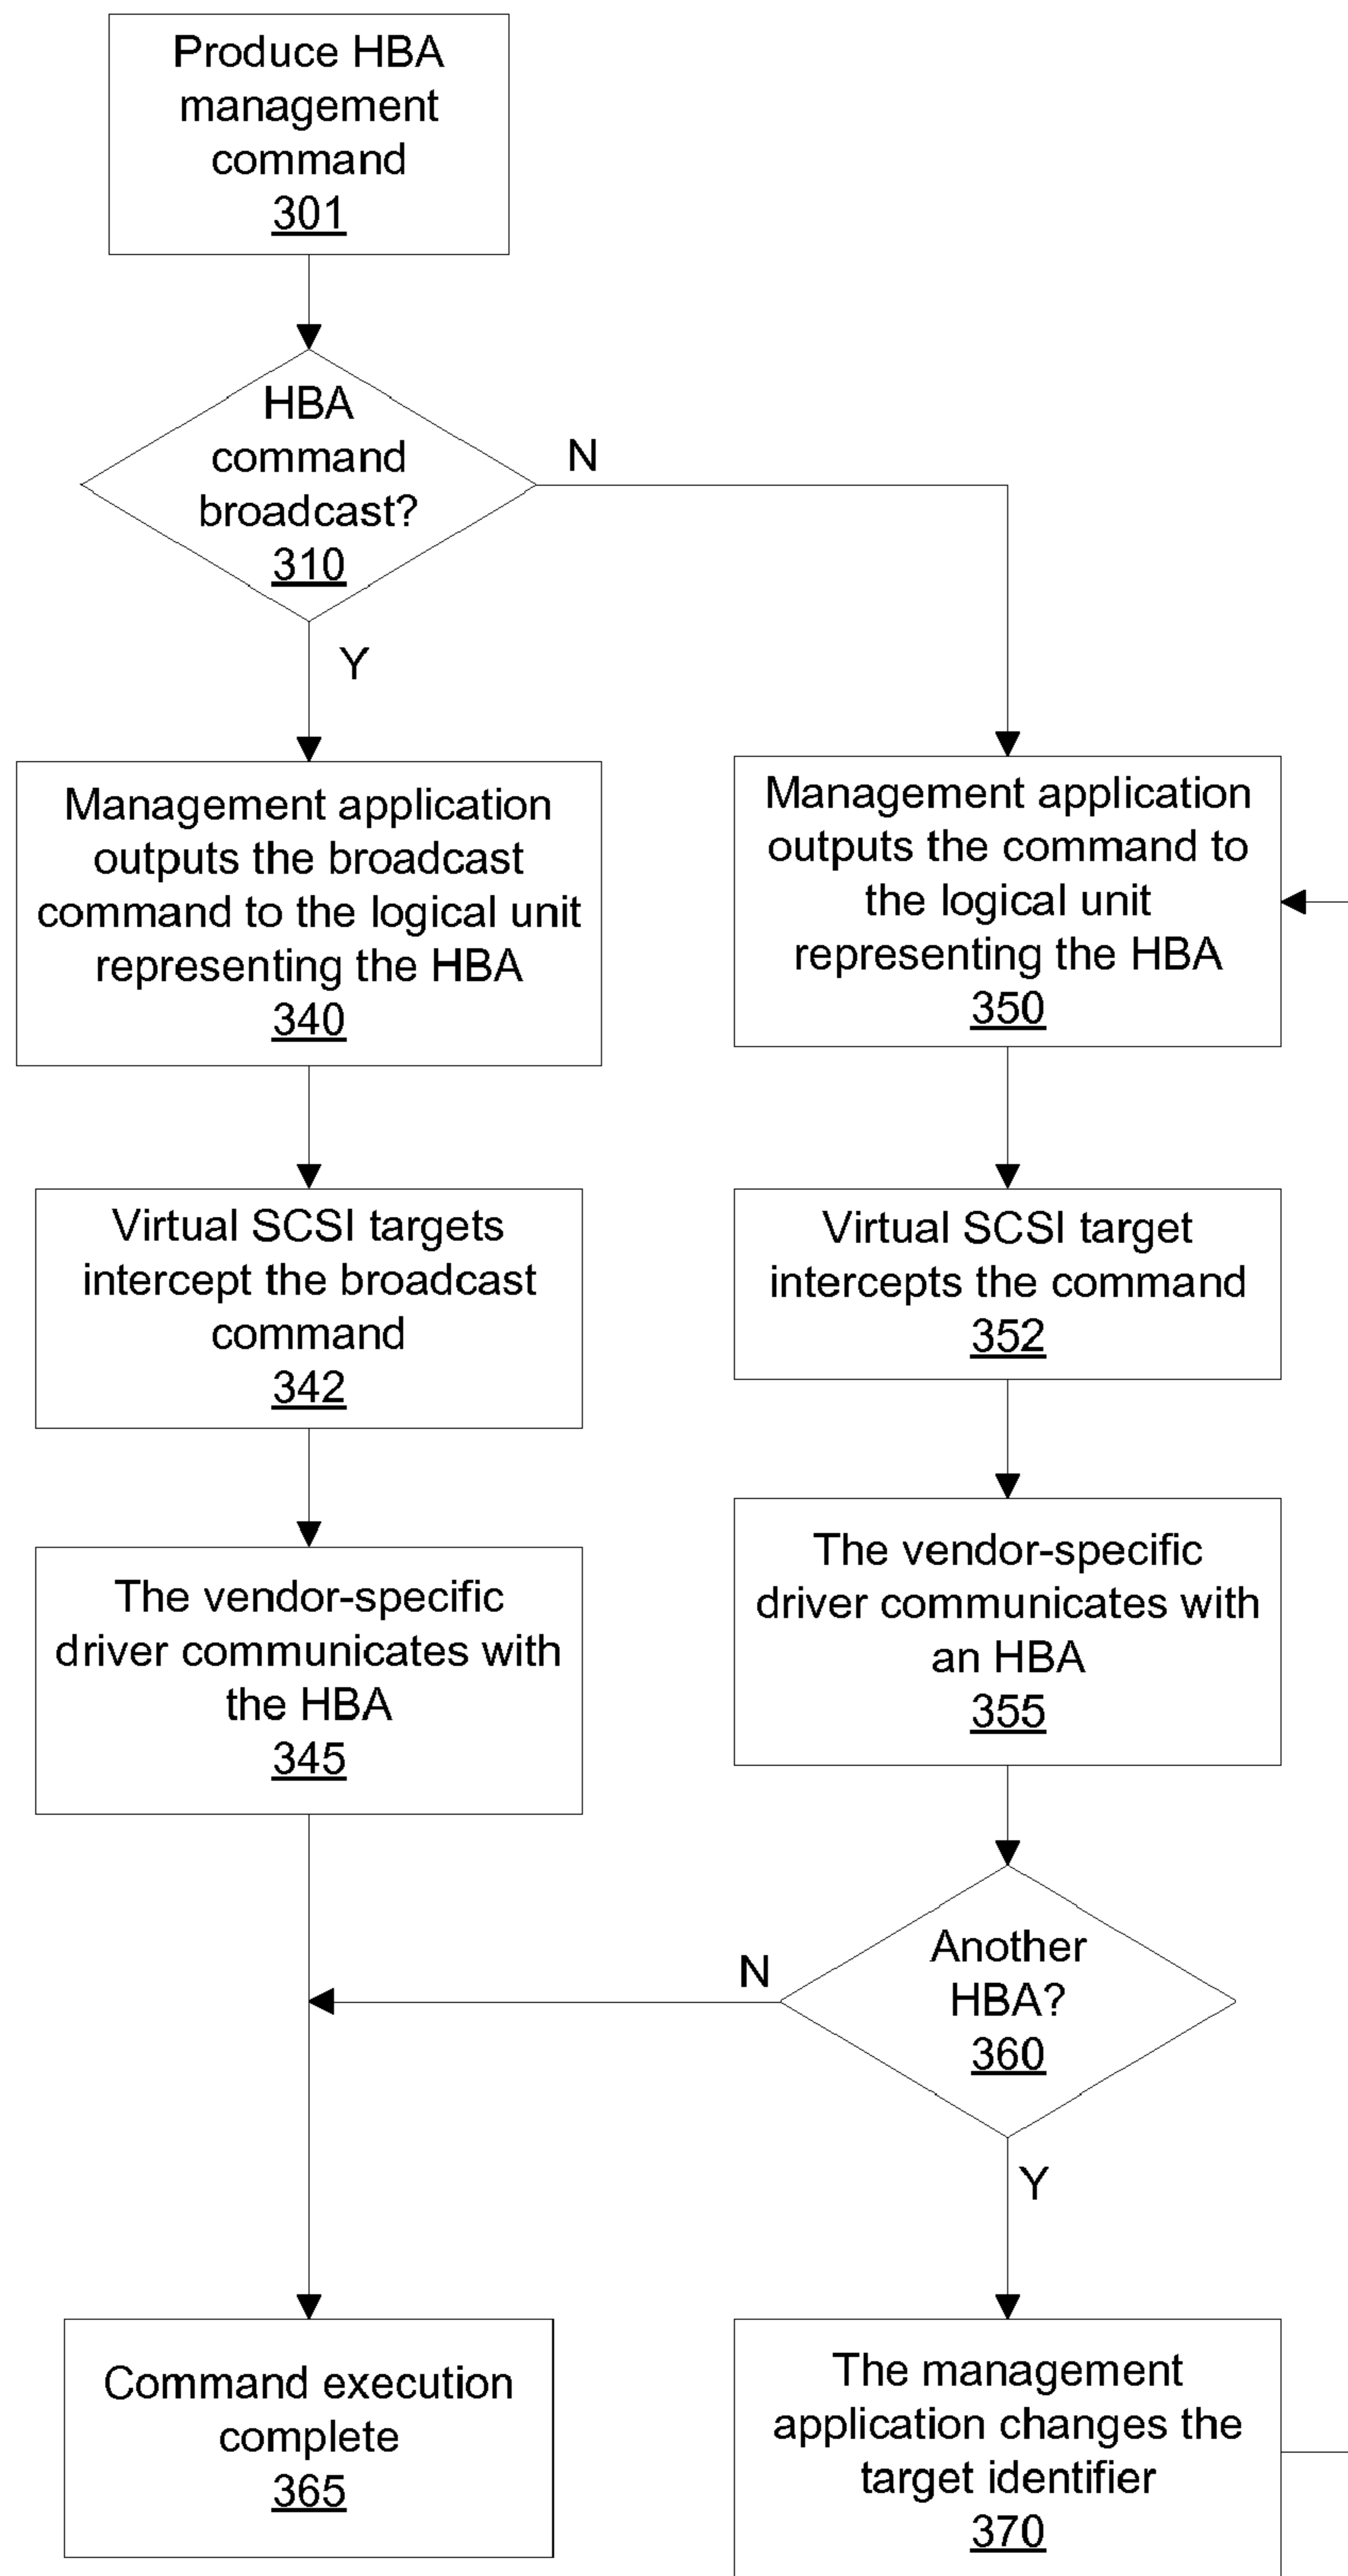 Produce HBA
management
command
301
HBA
command
broadcast?
310
N
Y
Management application
outputs the broadcast
command to the logical unit
representing the HBA
340
Virtual SCSI targets
intercept the broadcast
command
342
The vendor-specific
driver communicates with
the HBA
345
Management application
outputs the command to
the logical unit
representing the HBA
350
Virtual SCSI target
intercepts the command
352
The vendor-specific
driver communicates with
an HBA
355
Another
HBA?
360
N
Y
Command execution
complete
365
The management
application changes the
target identifier
370